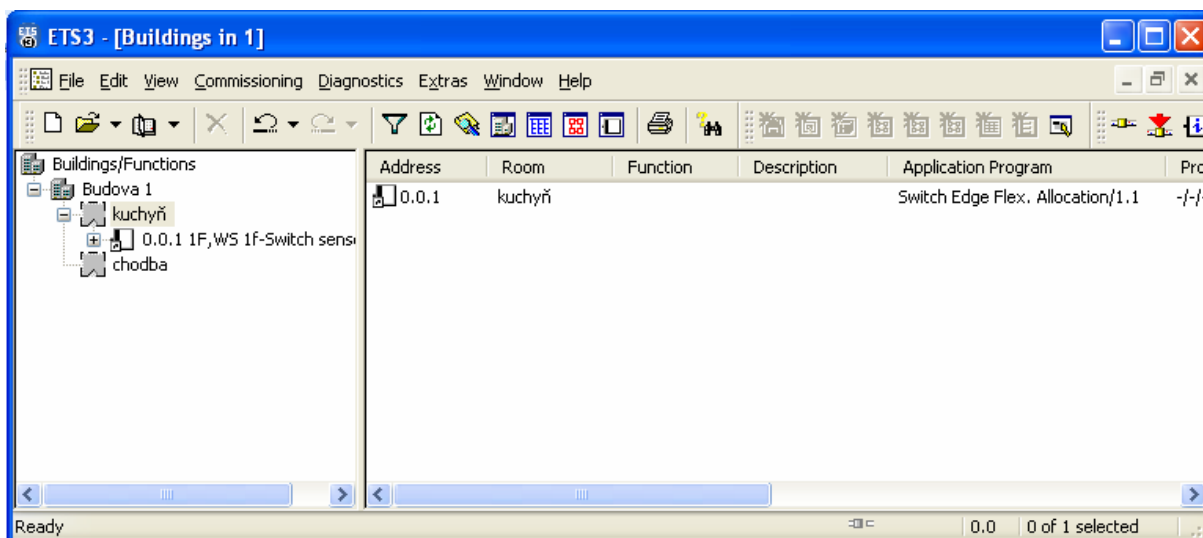 ETS3 - [Buildings in 1]
File Edit View Commissioning Diagnostics Extras Window Help
Buildings/Functions
Budova 1
kuchyň
0.0.1 1F,WS 1f-Switch sens
chodba
Address Room Function Description Application Program Pro
0.0.1 kuchyň Switch Edge Flex. Allocation/1.1 -/-/-
Ready 0.0 0 of 1 selected